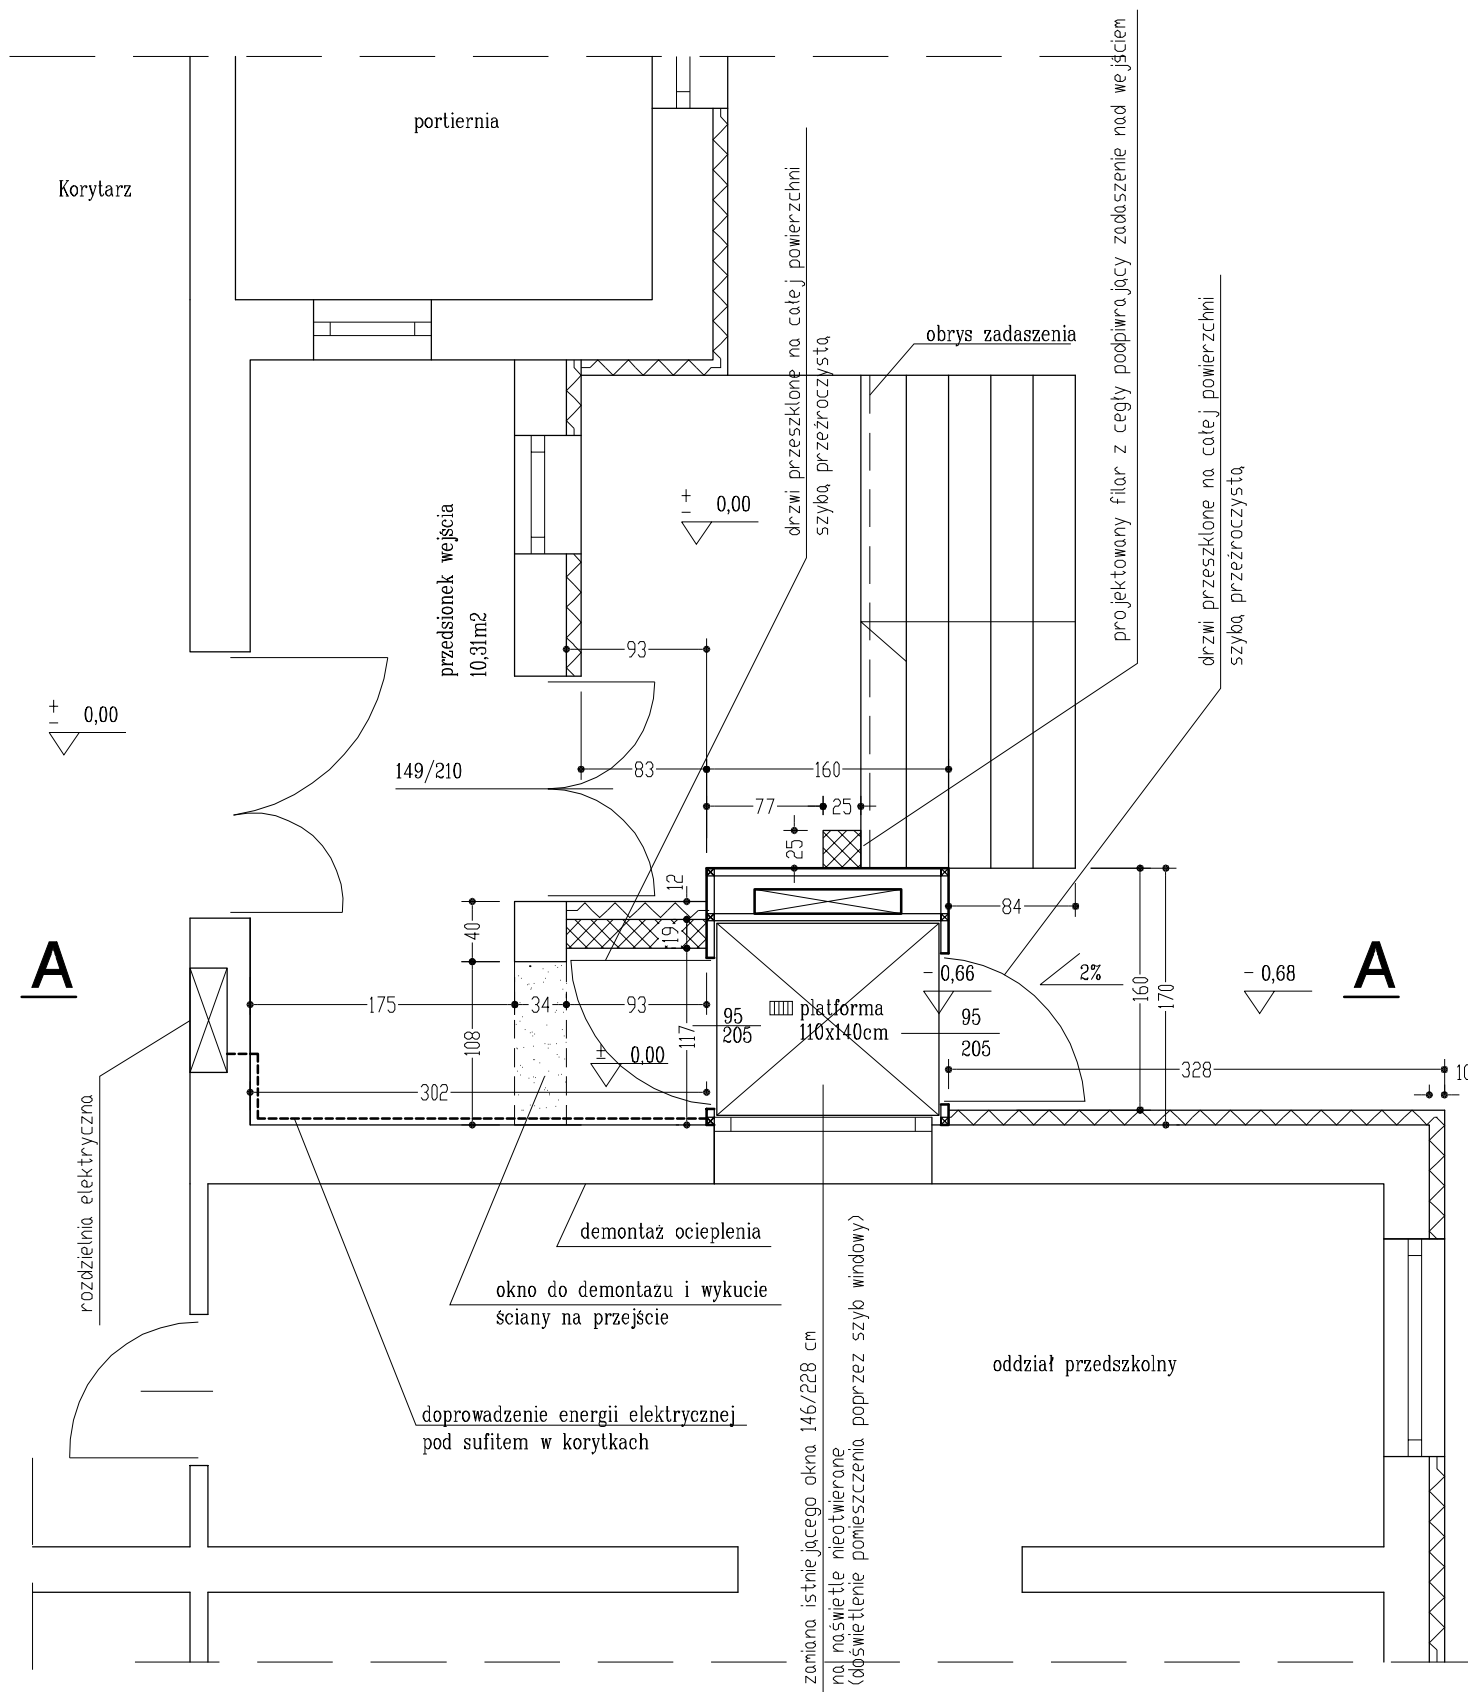 portiernia
Korytarz
drzwi przeszklone na całej powierzchni
szybą przeźroczystą
projektowany filar z cegły podpiwrający zadaszenie nad wejściem
drzwi przeszklone na całej powierzchni
szybą przeźroczystą
obrys zadaszenia
± 0,00
przedsionek wejścia
10,31m2
93
± 0,00
149/210
83
160
77
25
25
12
40
19
84
A
A
175
34
93
108
117
± 0,00
302
95
205
platforma
110x140cm
- 0,66
2%
95
205
160
170
- 0,68
328
10
rozdzielnia elektryczna
demontaż ocieplenia
okno do demontażu i wykucie
ściany na przejście
doprowadzenie energii elektrycznej
pod sufitem w korytkach
oddział przedszkolny
zamiana istniejącego okna 146/228 cm
na naświetle nieotwierane
(doświetlenie pomieszczenia poprzez szyb windowy)